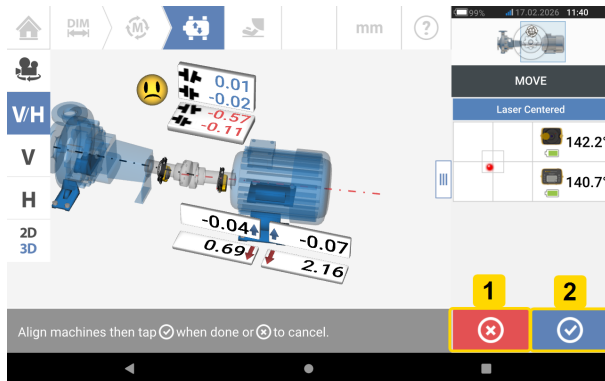 99% 17.02.2026 11:40
DIM
M
mm
?
MOVE
Laser Centered
142.2°
140.7°
V/H
V
H
2D
3D
0.01
-0.02
-0.57
-0.11
-0.04
-0.07
0.69
2.16
1
2
Align machines then tap when done or to cancel.